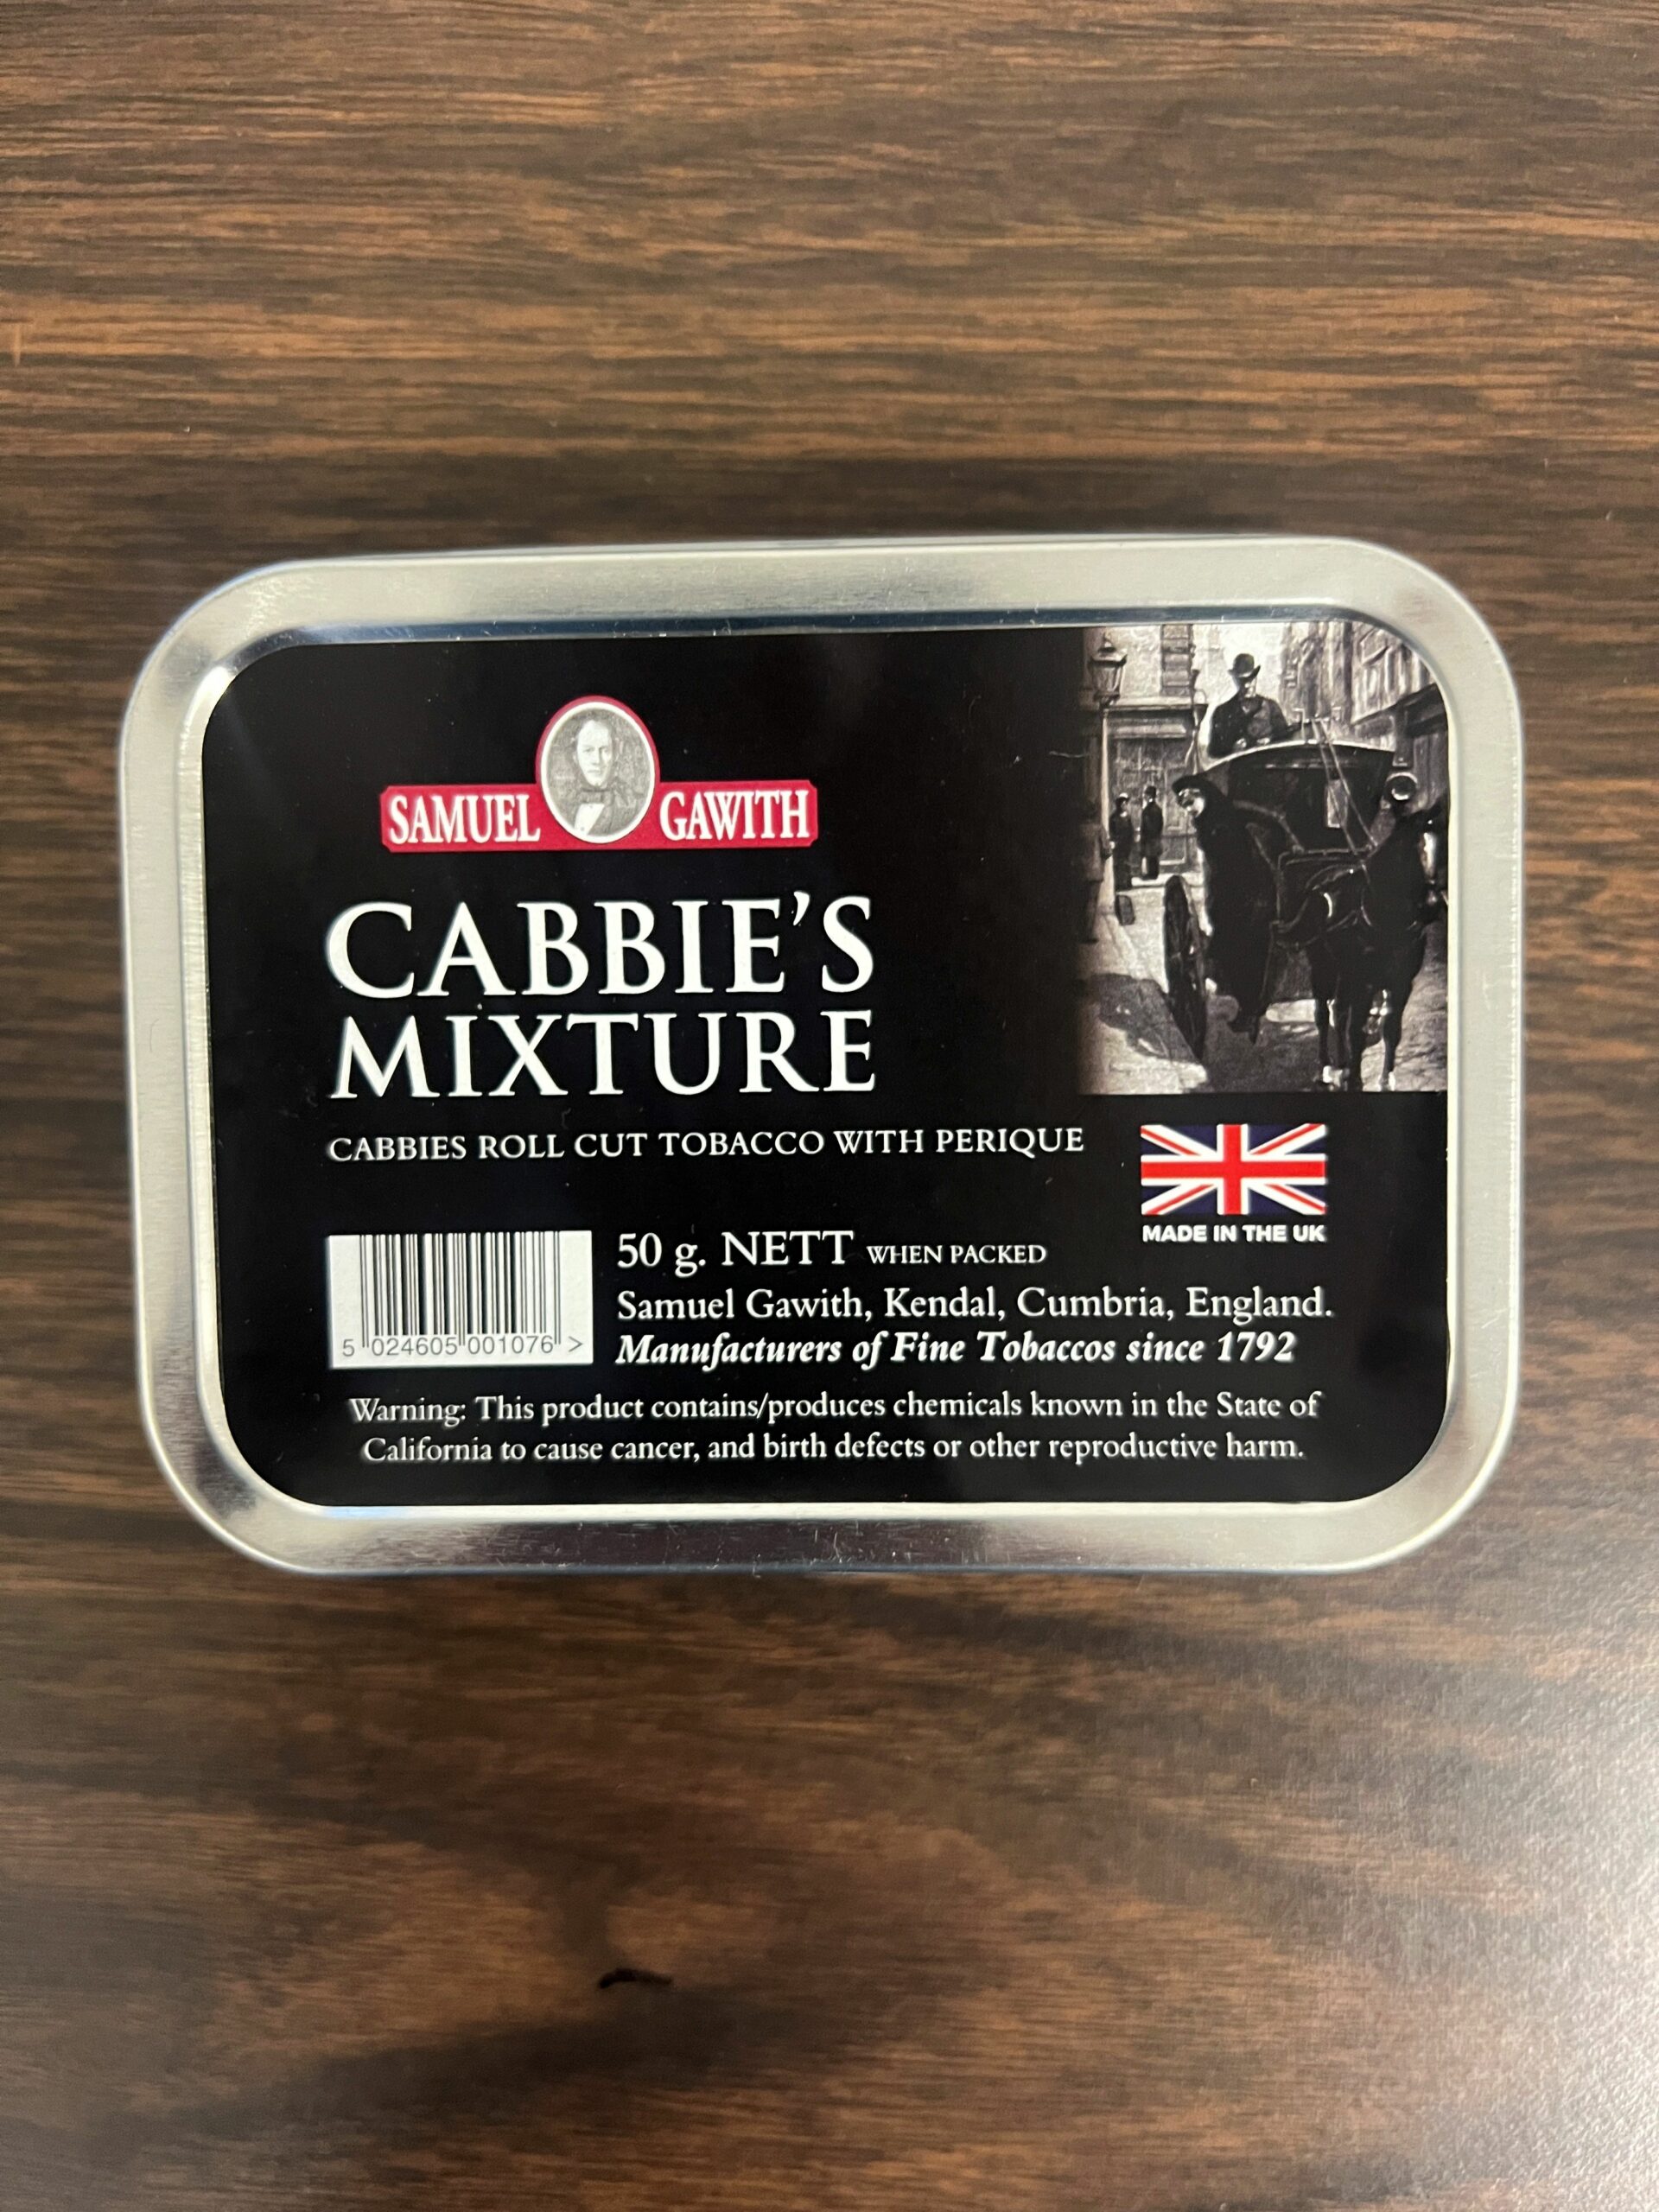 SAMUEL GAWITH
CABBIE'S
MIXTURE
CABBIES ROLL CUT TOBACCO WITH PERIQUE
MADE IN THE UK
50 g. NETT WHEN PACKED
Samuel Gawith, Kendal, Cumbria, England.
Manufacturers of Fine Tobaccos since 1792
5 024605 001076 >
Warning: This product contains/produces chemicals known in the State of
California to cause cancer, and birth defects or other reproductive harm.